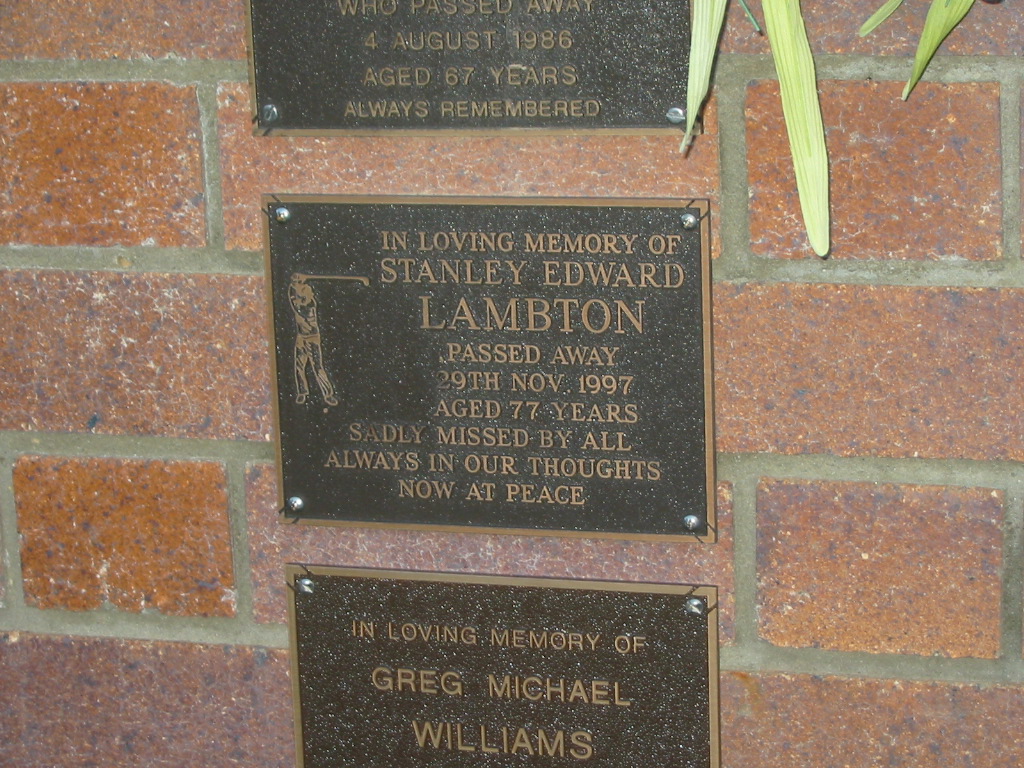 WHO PASSED AWAY
4 AUGUST 1986
AGED 67 YEARS
ALWAYS REMEMBERED
IN LOVING MEMORY OF
STANLEY EDWARD
LAMBTON
PASSED AWAY
29TH NOV. 1997
AGED 77 YEARS
SADLY MISSED BY ALL
ALWAYS IN OUR THOUGHTS
NOW AT PEACE
IN LOVING MEMORY OF
GREG MICHAEL
WILLIAMS